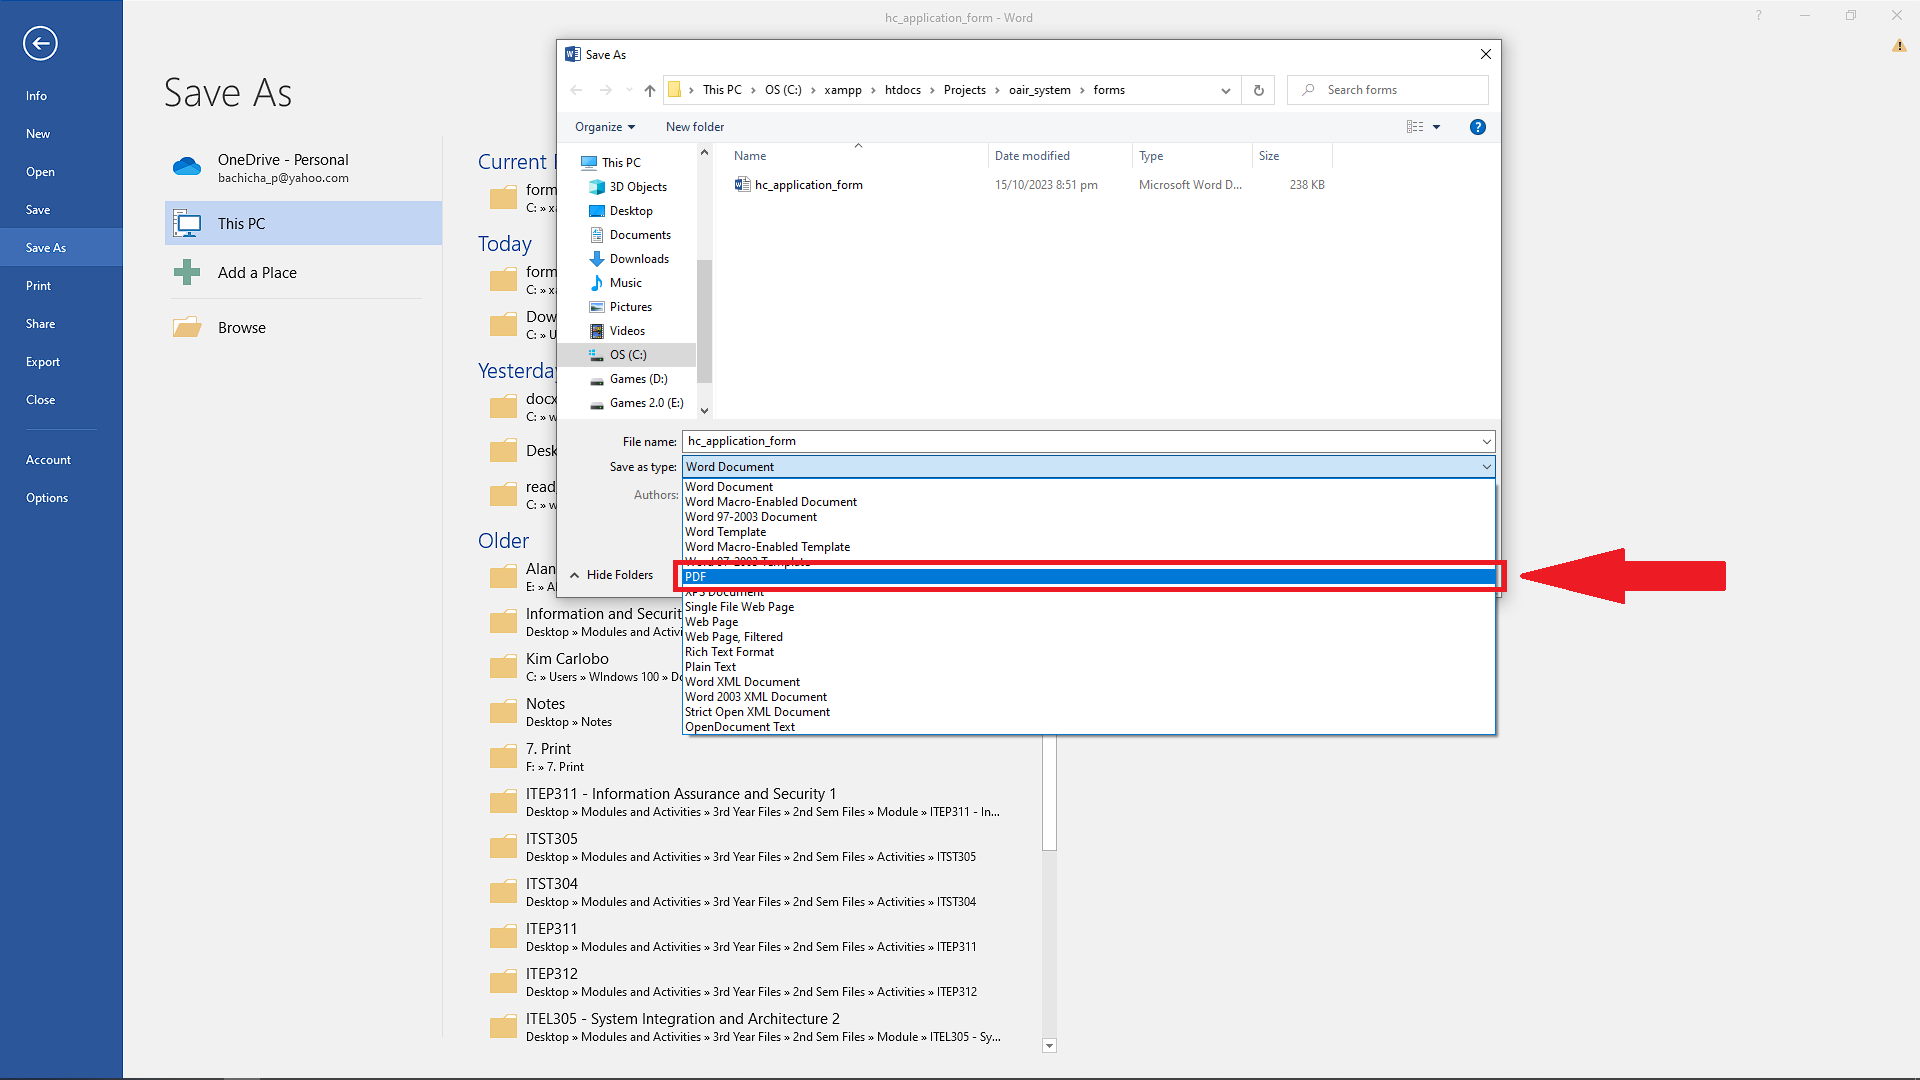 hc_application_form - Word
Info
New
Open
Save
Save As
Print
Share
Export
Close
Account
Options
Save As
OneDrive - Personal
bachicha_p@yahoo.com
This PC
Add a Place
Browse
Current
form
C: » xa
Today
form
C: » xa
Dow
C: » U
Yesterday
docx
C: » w
Desk
read
C: » w
Older
Alan
E: » Al
Information and Securit
Desktop » Modules and Activi
Kim Carlobo
C: » Users » WIndows 100 » Do
Notes
Desktop » Notes
7. Print
F: » 7. Print
ITEP311 - Information Assurance and Security 1
Desktop » Modules and Activities » 3rd Year Files » 2nd Sem Files » Module » ITEP311 - In...
ITST305
Desktop » Modules and Activities » 3rd Year Files » 2nd Sem Files » Activities » ITST305
ITST304
Desktop » Modules and Activities » 3rd Year Files » 2nd Sem Files » Activities » ITST304
ITEP311
Desktop » Modules and Activities » 3rd Year Files » 2nd Sem Files » Activities » ITEP311
ITEP312
Desktop » Modules and Activities » 3rd Year Files » 2nd Sem Files » Activities » ITEP312
ITEL305 - System Integration and Architecture 2
Desktop » Modules and Activities » 3rd Year Files » 2nd Sem Files » Module » ITEL305 - Sy...
Save As
This PC › OS (C:) › xampp › htdocs › Projects › oair_system › forms
Search forms
Organize
New folder
This PC
3D Objects
Desktop
Documents
Downloads
Music
Pictures
Videos
OS (C:)
Games (D:)
Games 2.0 (E:)
Name Date modified Type Size
hc_application_form 15/10/2023 8:51 pm Microsoft Word D... 238 KB
File name: hc_application_form
Save as type: Word Document
Authors:
Word Document
Word Macro-Enabled Document
Word 97-2003 Document
Word Template
Word Macro-Enabled Template
Word 97-2003 Template
PDF
XPS Document
Single File Web Page
Web Page
Web Page, Filtered
Rich Text Format
Plain Text
Word XML Document
Word 2003 XML Document
Strict Open XML Document
OpenDocument Text
Hide Folders